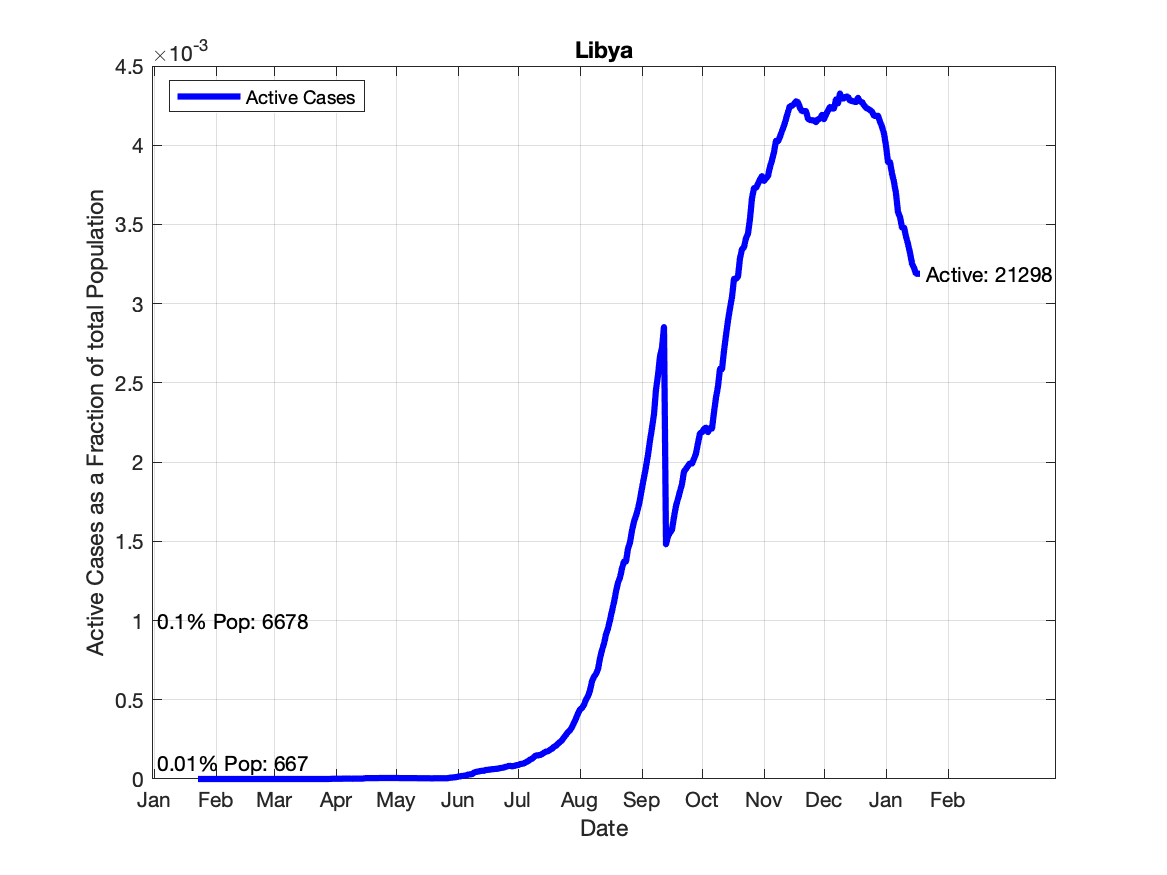 Libya
×10⁻³
Active Cases
4.5
4
3.5
3
2.5
2
1.5
1
0.5
0
Active Cases as a Fraction of total Population
0.1% Pop: 6678
0.01% Pop: 667
Active: 21298
Jan Feb Mar Apr May Jun Jul Aug Sep Oct Nov Dec Jan Feb
Date